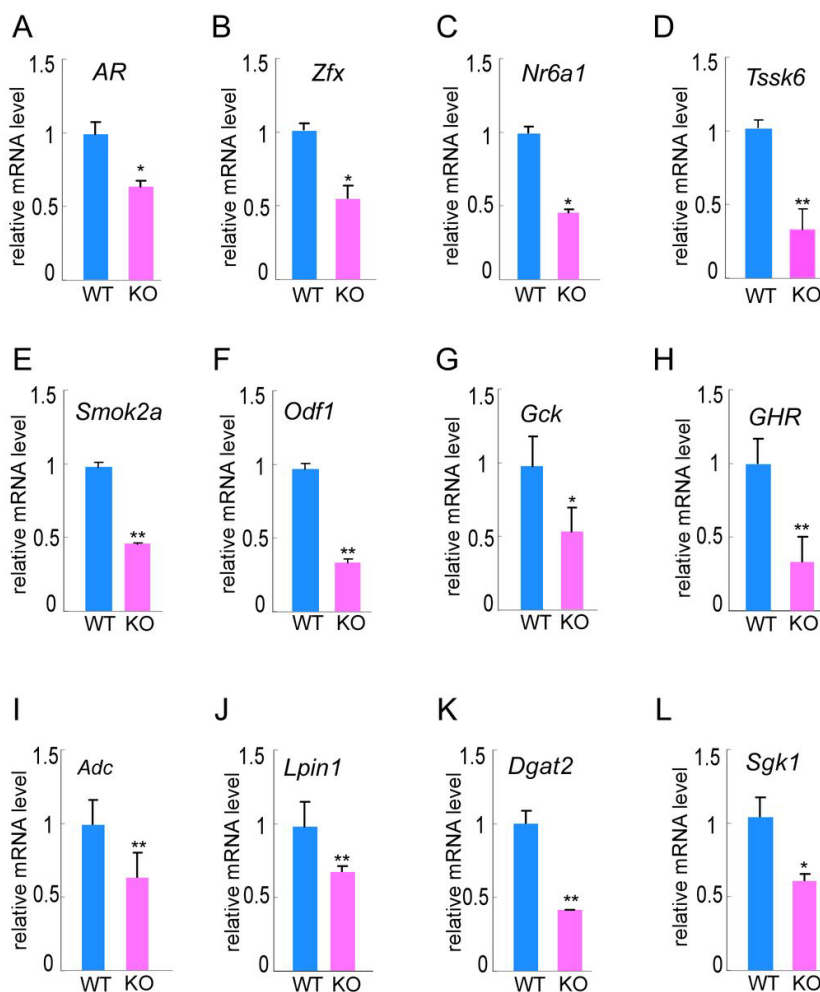 A
AR
relative mRNA level
1.5
1
0.5
0
*
WT KO
B
Zfx
relative mRNA level
1.5
1
0.5
0
*
WT KO
C
Nr6a1
relative mRNA level
1.5
1
0.5
0
*
WT KO
D
Tssk6
relative mRNA level
1.5
1
0.5
0
**
WT KO
E
Smok2a
relative mRNA level
1.5
1
0.5
0
**
WT KO
F
Odf1
relative mRNA level
1.5
1
0.5
0
**
WT KO
G
Gck
relative mRNA level
1.5
1
0.5
0
*
WT KO
H
GHR
relative mRNA level
1.5
1
0.5
0
**
WT KO
I
Adc
relative mRNA level
1.5
1
0.5
0
**
WT KO
J
Lpin1
relative mRNA level
1.5
1
0.5
0
**
WT KO
K
Dgat2
relative mRNA level
1.5
1
0.5
0
**
WT KO
L
Sgk1
relative mRNA level
1.5
1
0.5
0
*
WT KO